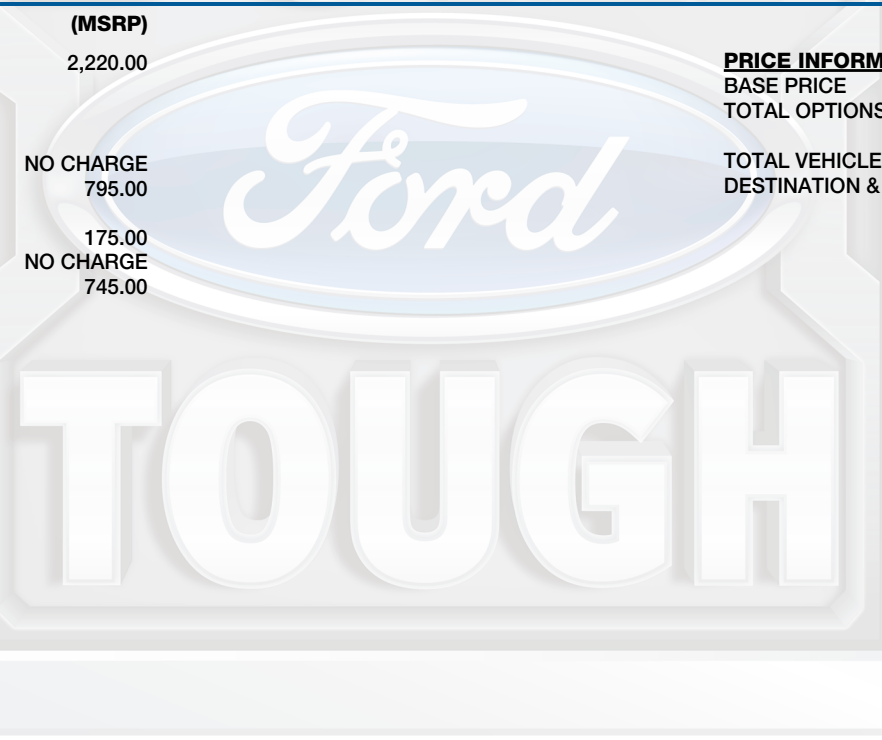 (MSRP)
2,220.00
NO CHARGE
795.00
175.00
NO CHARGE
745.00
PRICE INFORM
BASE PRICE
TOTAL OPTIONS
TOTAL VEHICLE
DESTINATION &
Ford
TOUGH